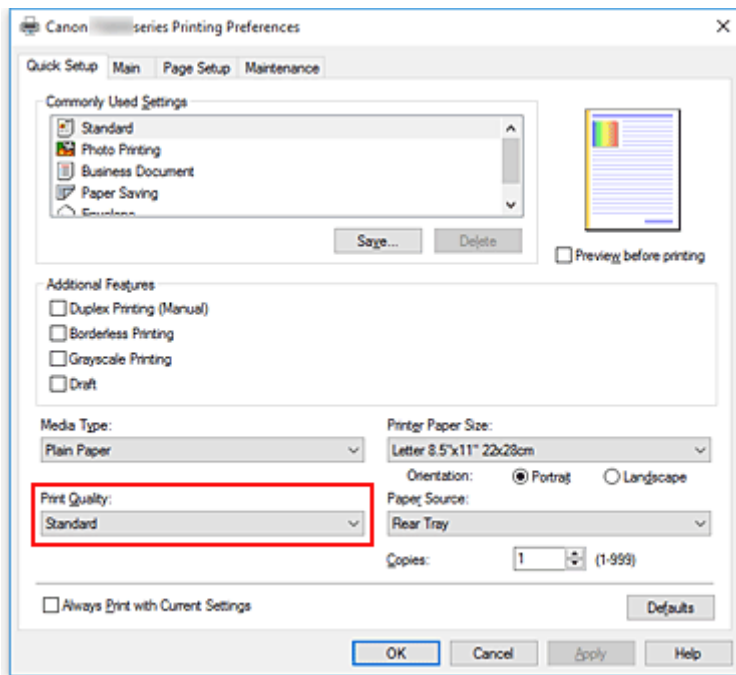 Canon series Printing Preferences
Quick Setup Main Page Setup Maintenance
Commonly Used Settings
Standard
Photo Printing
Business Document
Paper Saving
Envelope
Save... Delete
Preview before printing
Additional Features
Duplex Printing (Manual)
Borderless Printing
Grayscale Printing
Draft
Media Type: Printer Paper Size:
Plain Paper Letter 8.5"x11" 22x28cm
Orientation: Portrait Landscape
Print Quality: Paper Source:
Standard Rear Tray
Copies: 1 (1-999)
Always Print with Current Settings Defaults
OK Cancel Apply Help